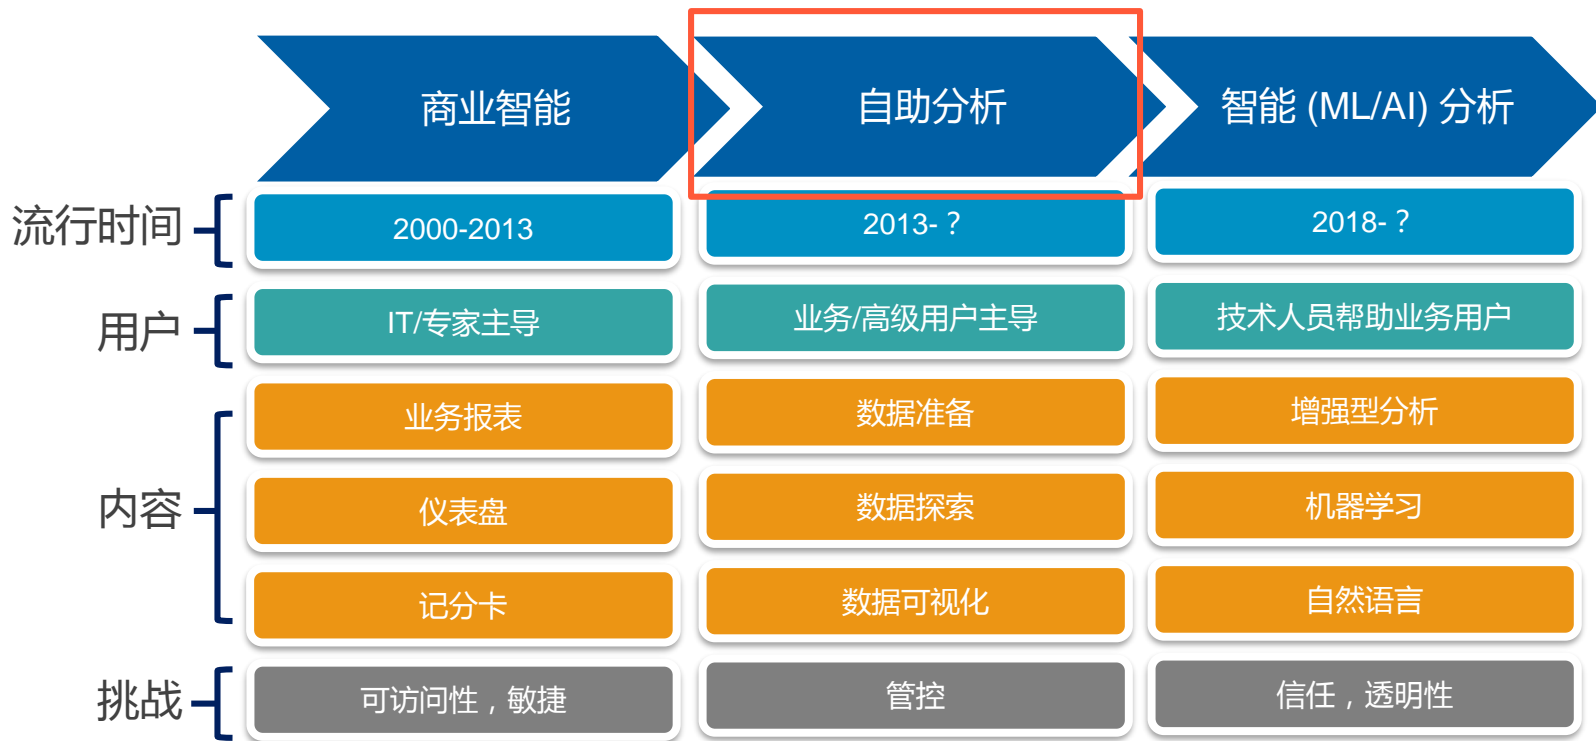 商业智能
自助分析
智能 (ML/AI) 分析
流行时间
2000-2013
2013-？
2018-？
用户
IT/专家主导
业务/高级用户主导
技术人员帮助业务用户
内容
业务报表
数据准备
增强型分析
仪表盘
数据探索
机器学习
记分卡
数据可视化
自然语言
挑战
可访问性，敏捷
管控
信任，透明性